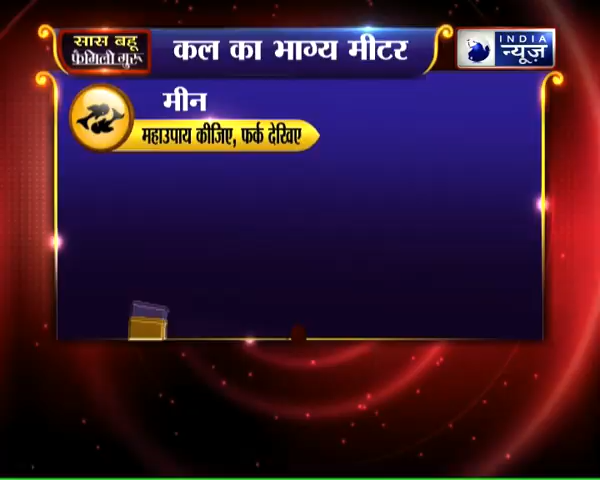 सास बहू
फैमिली गुरू
कल का भाग्य मीटर
INDIA
न्यूज़
मीन
महाउपाय कीजिए, फर्क देखिए